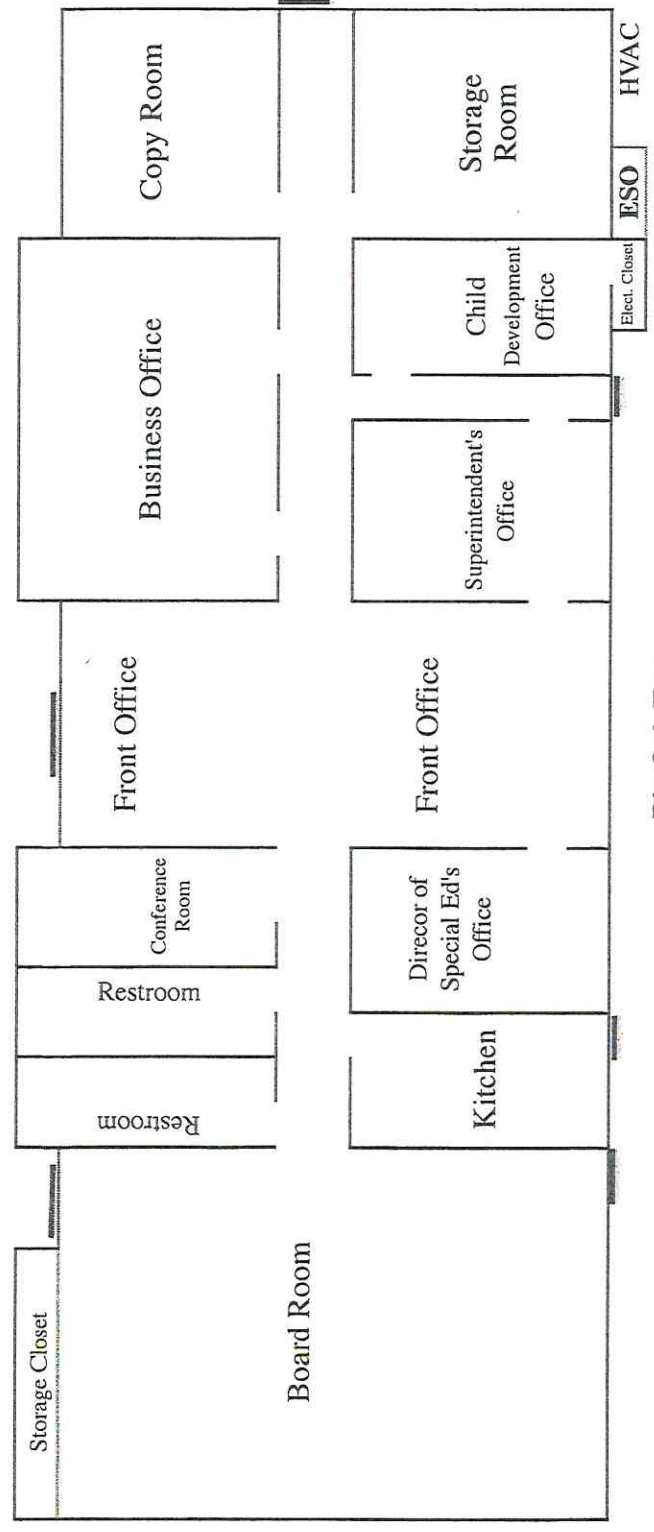 Storage Closet
Board Room
Restroom
Restroom
Conference
Room
Front Office
Business Office
Copy Room
Kitchen
Direcor of
Special Ed's
Office
Front Office
Superintendent's
Office
Child
Development
Office
Storage
Room
Elect. Closet
ESO
HVAC